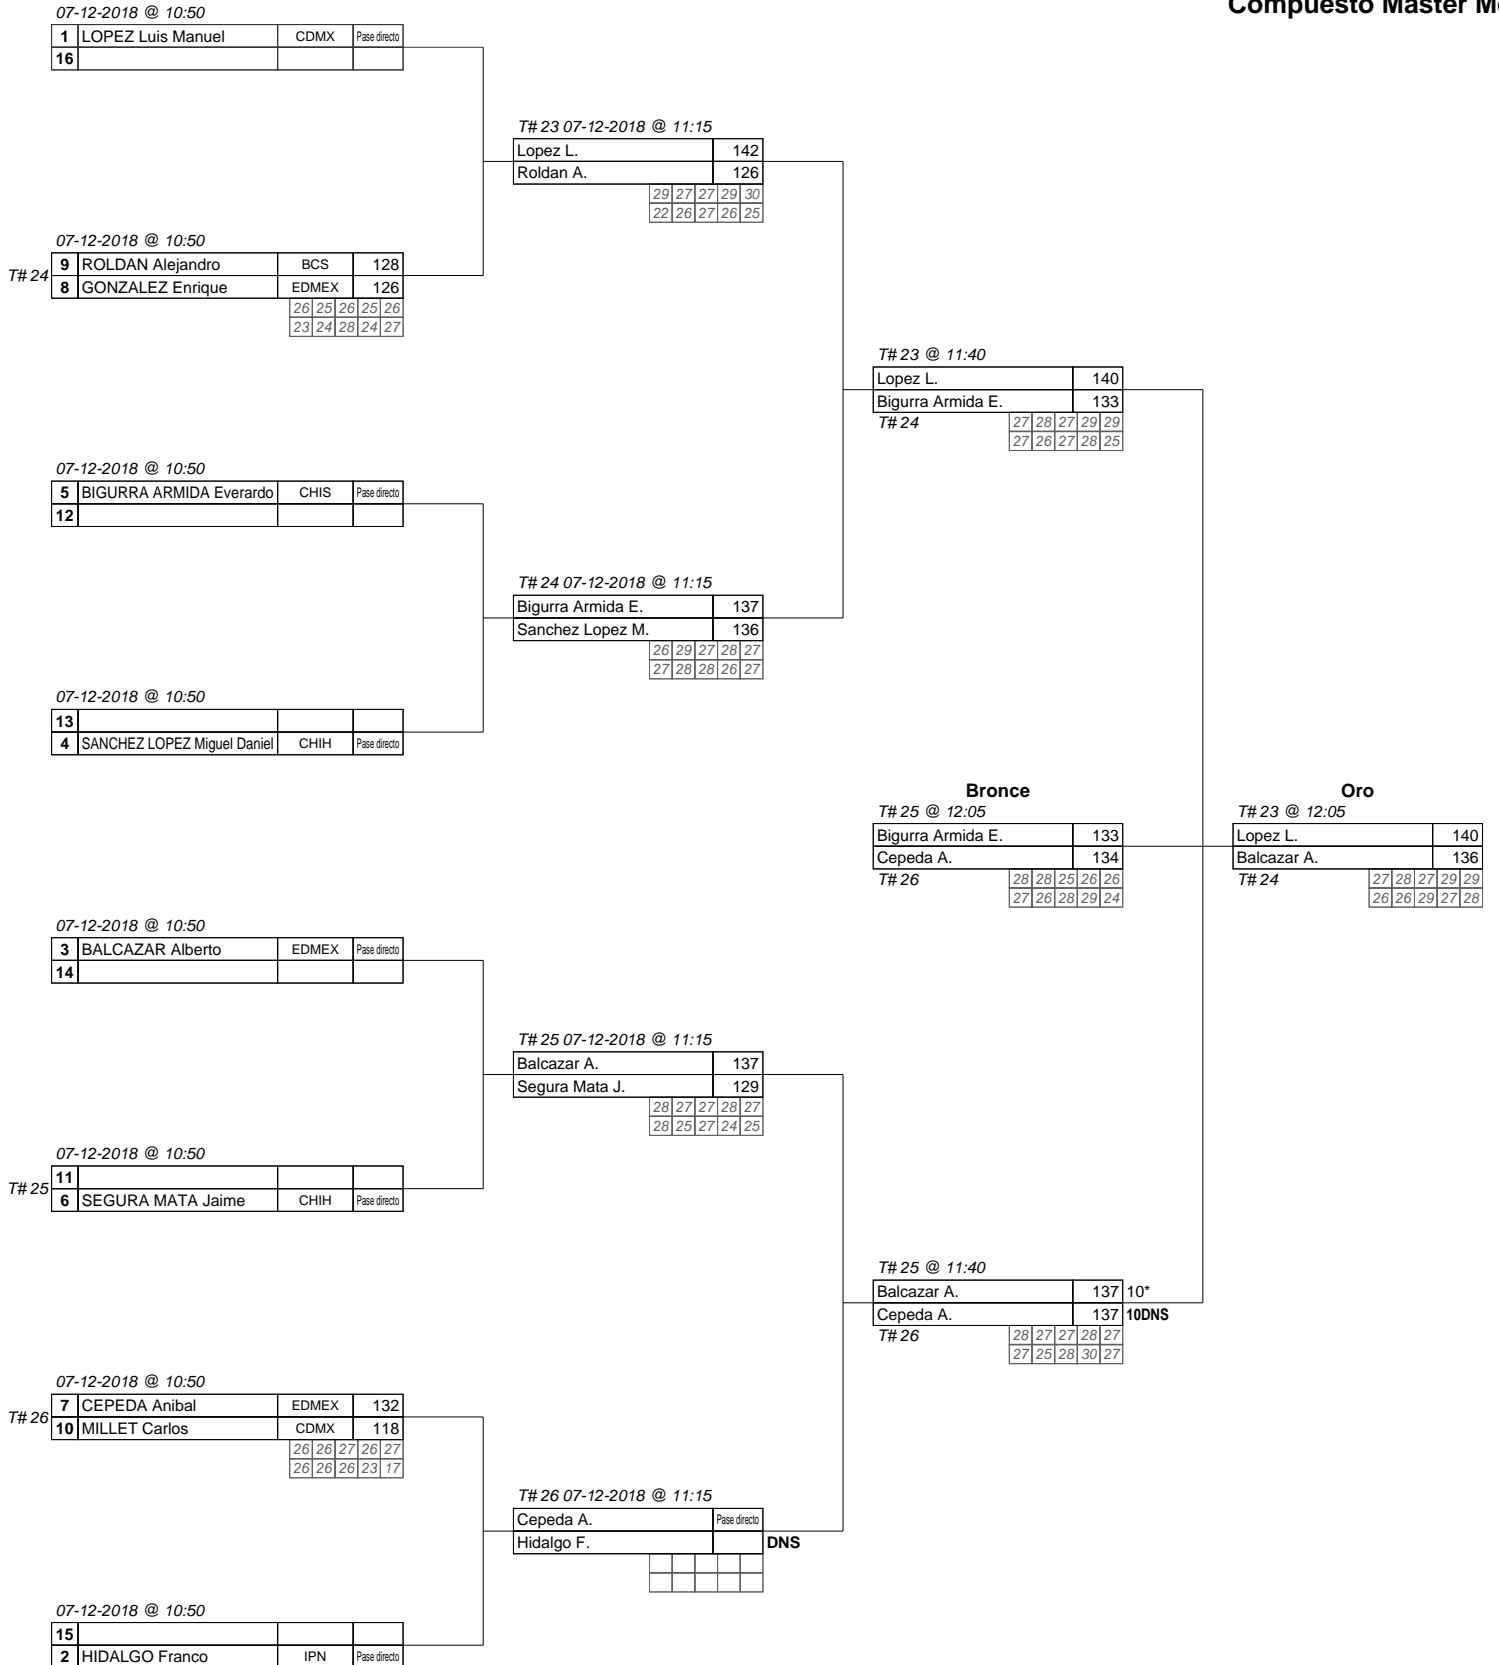 Compuesto Master M
07-12-2018 @ 10:50
1 LOPEZ Luis Manuel CDMX Pase directo
16
T# 23 07-12-2018 @ 11:15
Lopez L. 142
Roldan A. 126
29 27 27 29 30
22 26 27 26 25
07-12-2018 @ 10:50
T# 24
9 ROLDAN Alejandro BCS 128
8 GONZALEZ Enrique EDMEX 126
26 25 26 25 26
23 24 28 24 27
T# 23 @ 11:40
Lopez L. 140
Bigurra Armida E. 133
T# 24 27 28 27 29 29
27 26 27 28 25
07-12-2018 @ 10:50
5 BIGURRA ARMIDA Everardo CHIS Pase directo
12
T# 24 07-12-2018 @ 11:15
Bigurra Armida E. 137
Sanchez Lopez M. 136
26 29 27 28 27
27 28 28 26 27
07-12-2018 @ 10:50
13
4 SANCHEZ LOPEZ Miguel Daniel CHIH Pase directo
Bronce
T# 25 @ 12:05
Bigurra Armida E. 133
Cepeda A. 134
T# 26 28 28 25 26 26
27 26 28 29 24
Oro
T# 23 @ 12:05
Lopez L. 140
Balcazar A. 136
T# 24 27 28 27 29 29
26 26 29 27 28
07-12-2018 @ 10:50
3 BALCAZAR Alberto EDMEX Pase directo
14
T# 25 07-12-2018 @ 11:15
Balcazar A. 137
Segura Mata J. 129
28 27 27 28 27
28 25 27 24 25
07-12-2018 @ 10:50
T# 25
11
6 SEGURA MATA Jaime CHIH Pase directo
T# 25 @ 11:40
Balcazar A. 137 10*
Cepeda A. 137 10DNS
T# 26 28 27 27 28 27
27 25 28 30 27
07-12-2018 @ 10:50
T# 26
7 CEPEDA Anibal EDMEX 132
10 MILLET Carlos CDMX 118
26 26 27 26 27
26 26 26 23 17
T# 26 07-12-2018 @ 11:15
Cepeda A. Pase directo
Hidalgo F. DNS
07-12-2018 @ 10:50
15
2 HIDALGO Franco IPN Pase directo